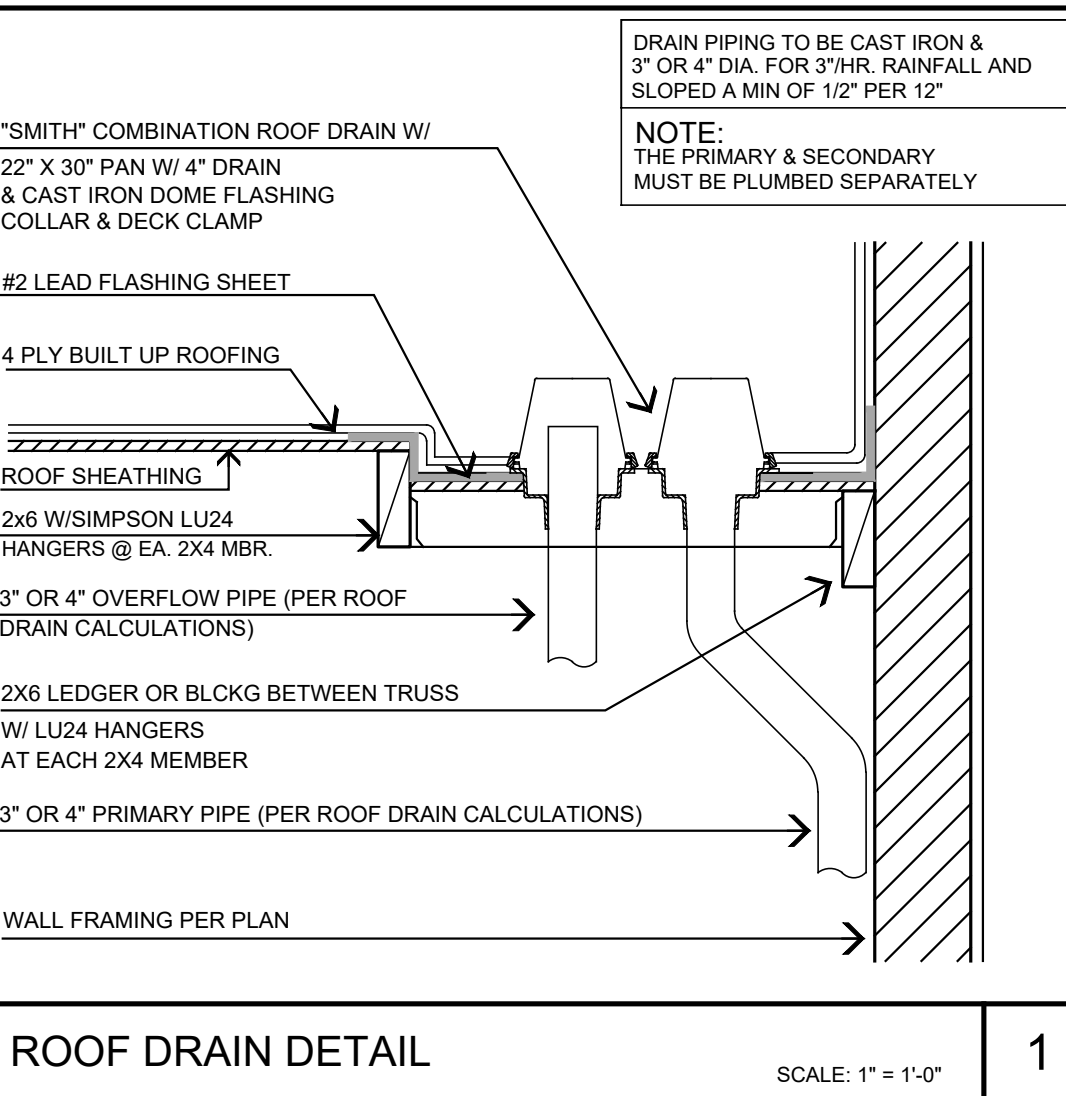 DRAIN PIPING TO BE CAST IRON &
3" OR 4" DIA. FOR 3"/HR. RAINFALL AND
SLOPED A MIN OF 1/2" PER 12"
NOTE:
THE PRIMARY & SECONDARY
MUST BE PLUMBED SEPARATELY
"SMITH" COMBINATION ROOF DRAIN W/
22" X 30" PAN W/ 4" DRAIN
& CAST IRON DOME FLASHING
COLLAR & DECK CLAMP
#2 LEAD FLASHING SHEET
4 PLY BUILT UP ROOFING
ROOF SHEATHING
2x6 W/SIMPSON LU24
HANGERS @ EA. 2X4 MBR.
3" OR 4" OVERFLOW PIPE (PER ROOF
DRAIN CALCULATIONS)
2X6 LEDGER OR BLCKG BETWEEN TRUSS
W/ LU24 HANGERS
AT EACH 2X4 MEMBER
3" OR 4" PRIMARY PIPE (PER ROOF DRAIN CALCULATIONS)
WALL FRAMING PER PLAN
ROOF DRAIN DETAIL
SCALE: 1" = 1'-0"
1